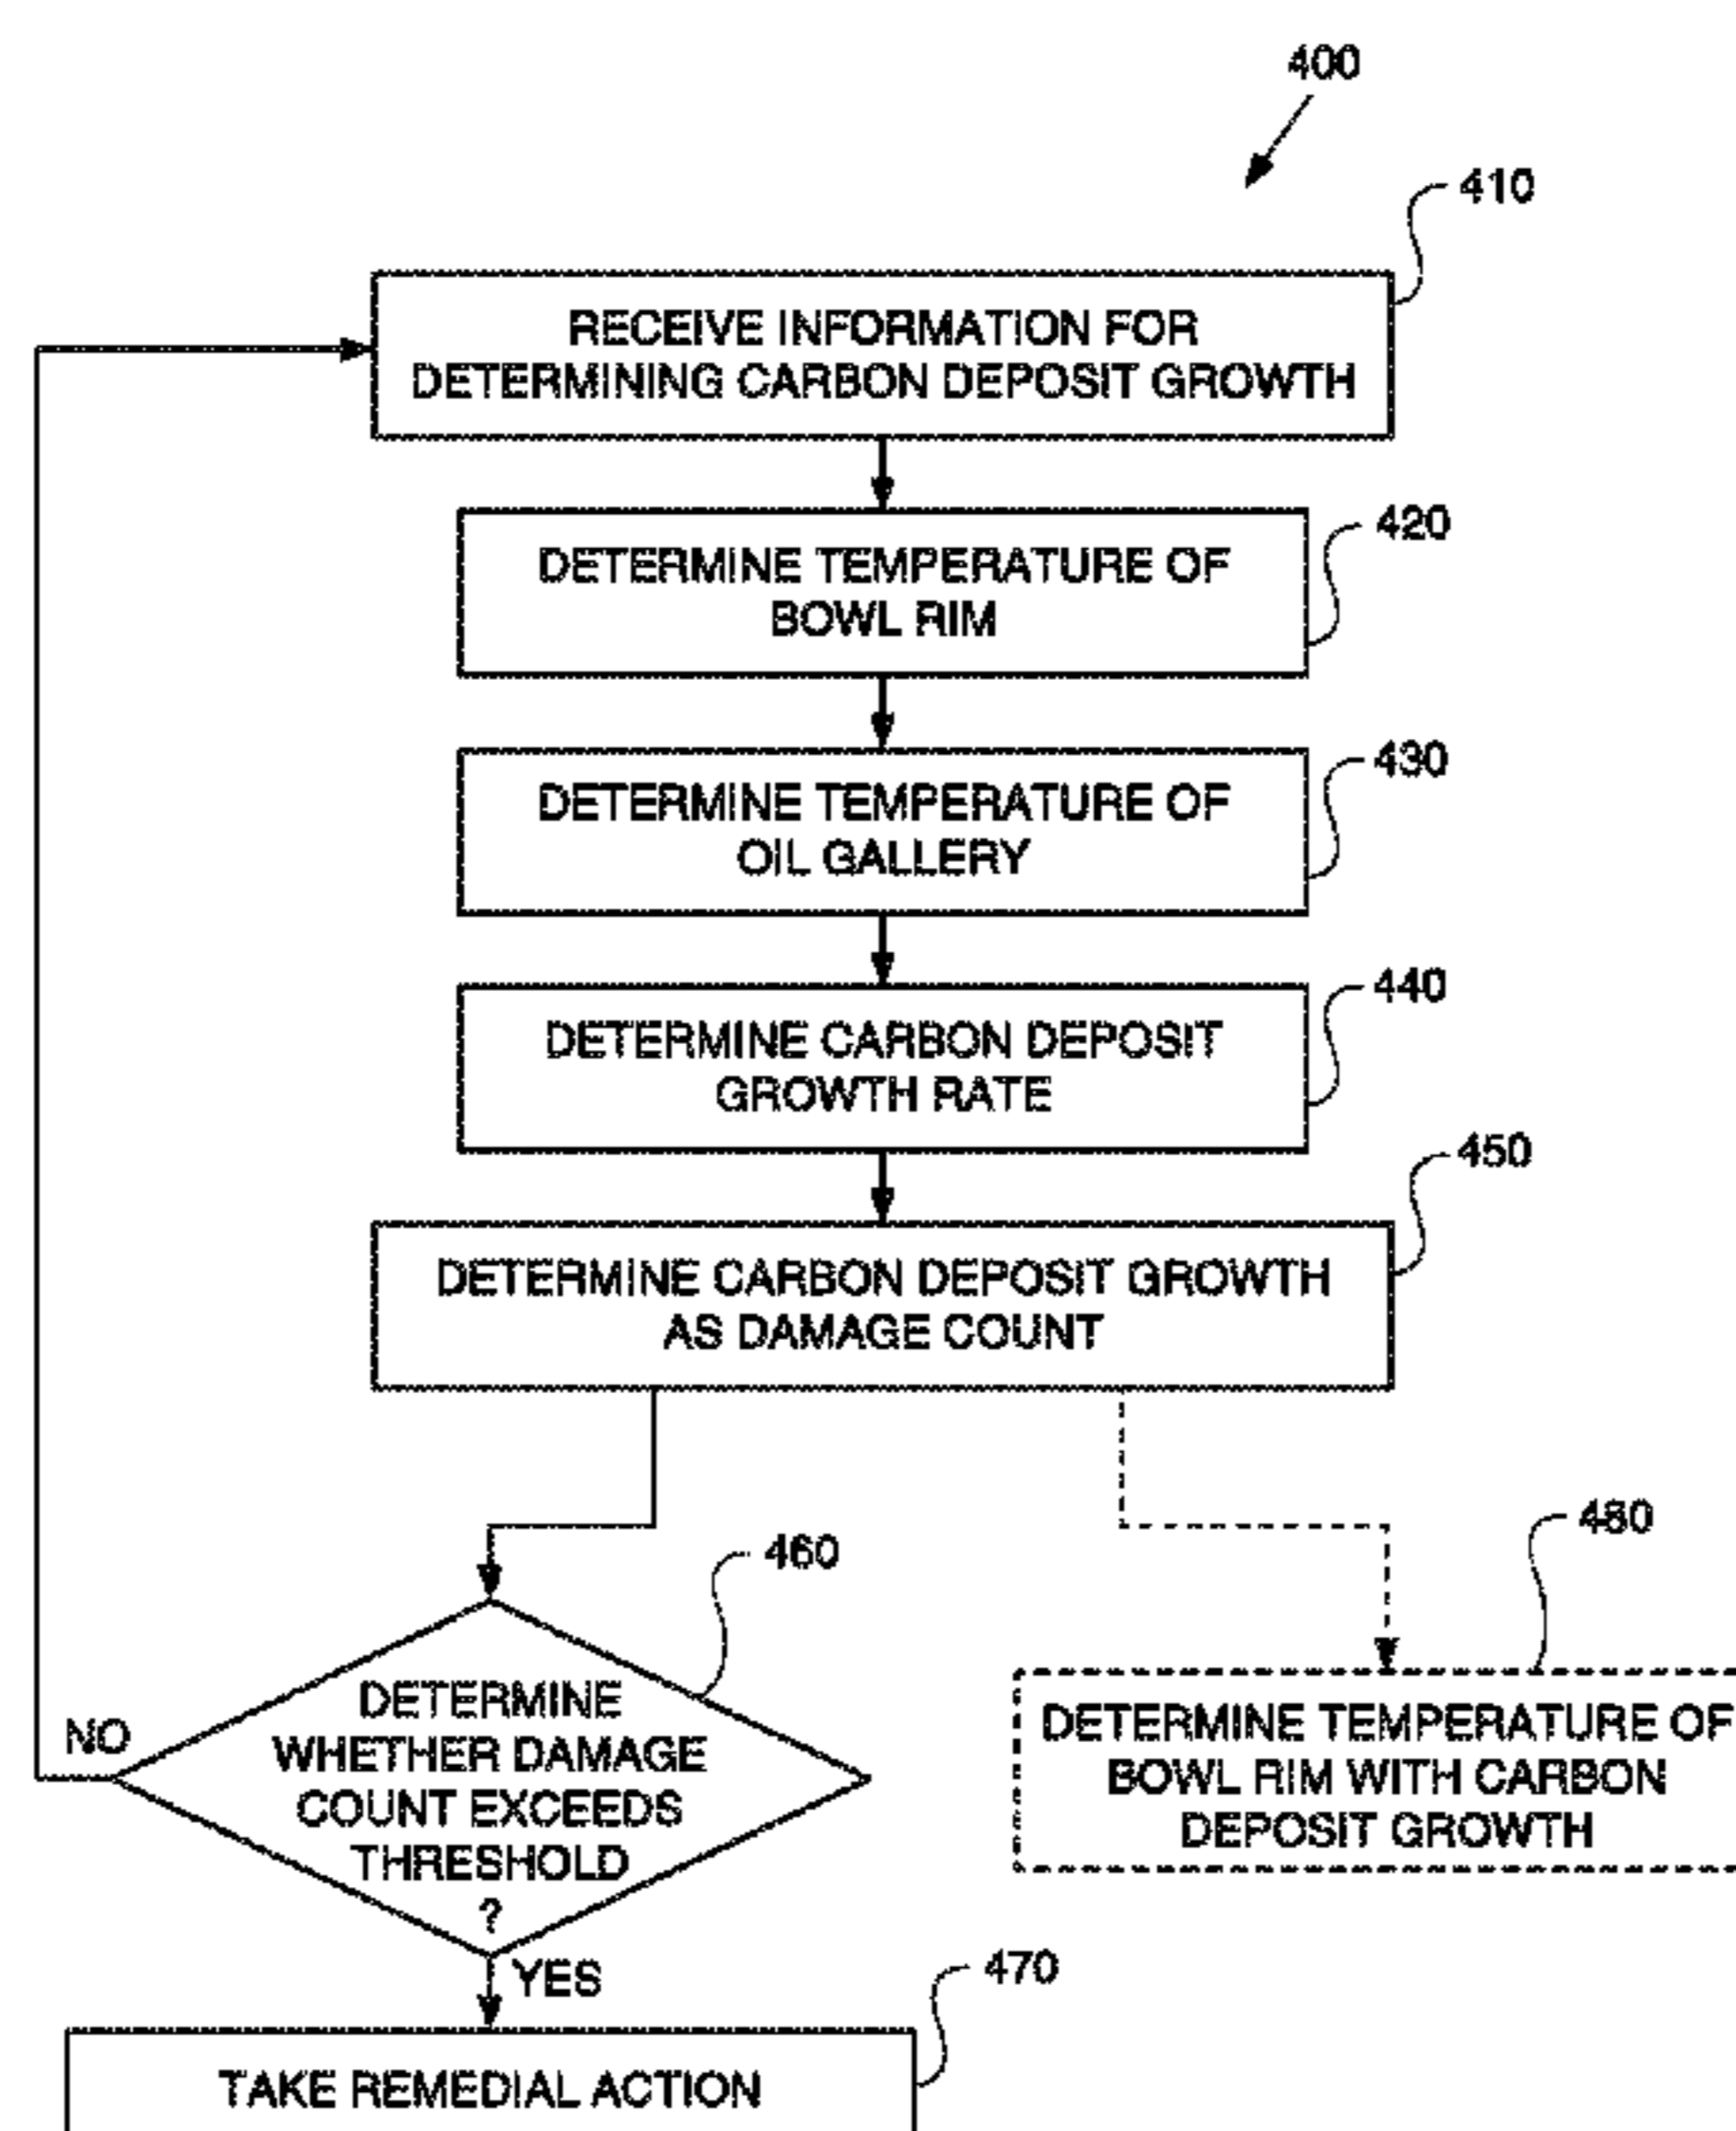 400
410
RECEIVE INFORMATION FOR
DETERMINING CARBON DEPOSIT GROWTH
420
DETERMINE TEMPERATURE OF
BOWL RIM
430
DETERMINE TEMPERATURE OF
OIL GALLERY
440
DETERMINE CARBON DEPOSIT
GROWTH RATE
450
DETERMINE CARBON DEPOSIT GROWTH
AS DAMAGE COUNT
460
DETERMINE
WHETHER DAMAGE
COUNT EXCEEDS
THRESHOLD
?
NO
YES
480
DETERMINE TEMPERATURE OF
BOWL RIM WITH CARBON
DEPOSIT GROWTH
470
TAKE REMEDIAL ACTION